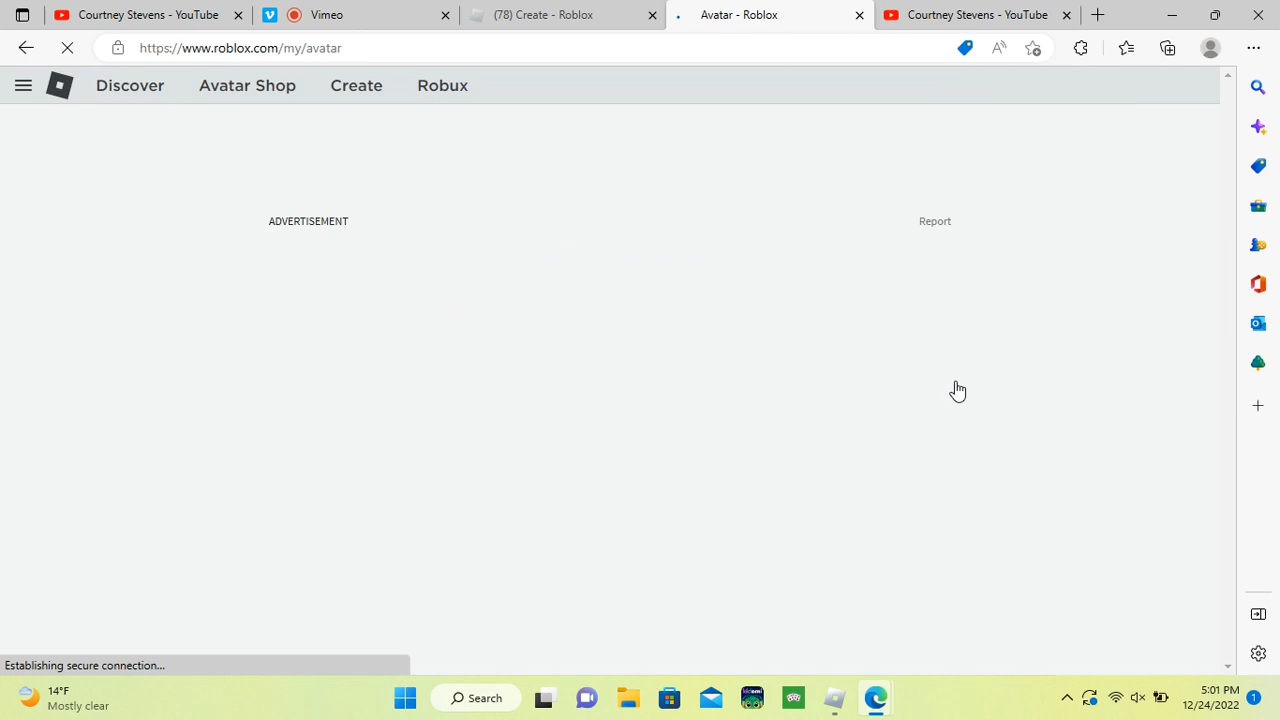 Courtney Stevens - YouTube
Vimeo
(78) Create - Roblox
Avatar - Roblox
Courtney Stevens - YouTube
https://www.roblox.com/my/avatar
Discover
Avatar Shop
Create
Robux
ADVERTISEMENT
Report
Establishing secure connection...
14°F
Mostly clear
Search
5:01 PM
12/24/2022
1